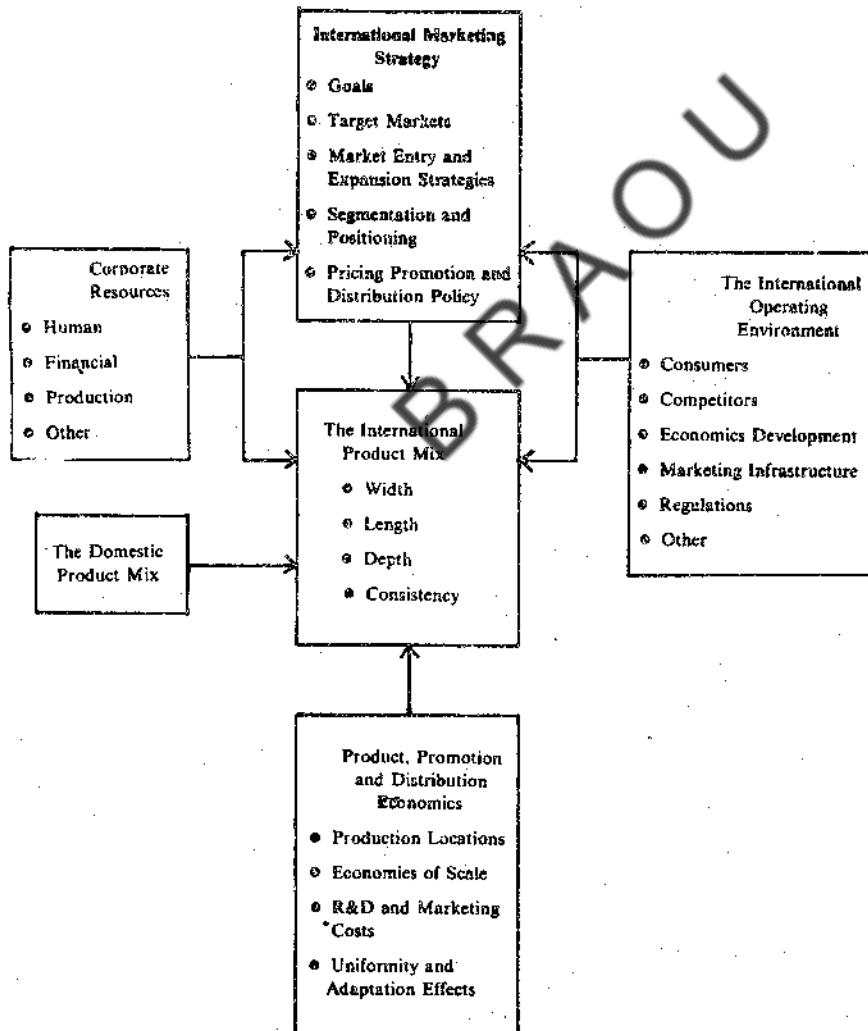 International Marketing
Strategy
Goals
Target Markets
Market Entry and
Expansion Strategies
Segmentation and
Positioning
Pricing Promotion and
Distribution Policy
Corporate
Resources
Human
Financial
Production
Other
The International
Operating
Environment
Consumers
Competitors
Economics Development
Marketing Infrastructure
Regulations
Other
The International
Product Mix
Width
Length
Depth
Consistency
The Domestic
Product Mix
Product, Promotion
and Distribution
Economics
Production Locations
Economies of Scale
R&D and Marketing
Costs
Uniformity and
Adaptation Effects
BRAOU